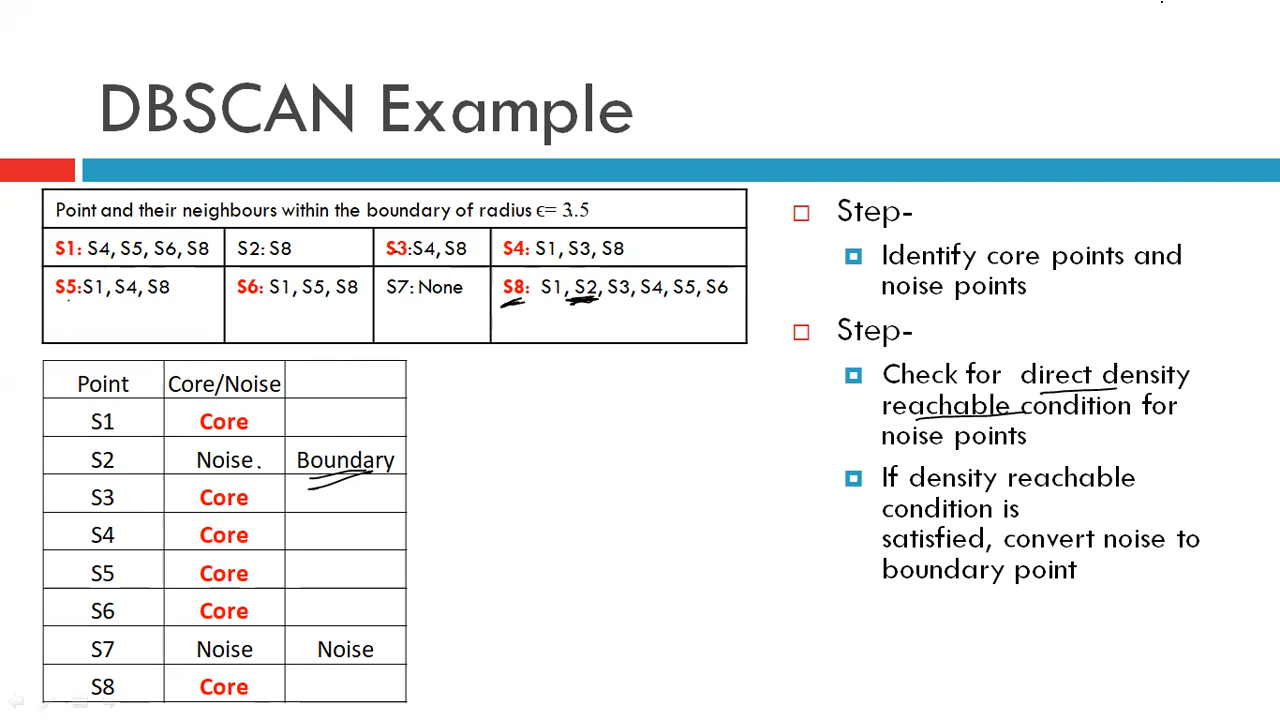 DBSCAN Example
Point and their neighbours within the boundary of radius ϵ= 3.5
S1: S4, S5, S6, S8
S2: S8
S3:S4, S8
S4: S1, S3, S8
S5:S1, S4, S8
S6: S1, S5, S8
S7: None
S8: S1, S2, S3, S4, S5, S6
Point Core/Noise
S1 Core
S2 Noise Boundary
S3 Core
S4 Core
S5 Core
S6 Core
S7 Noise Noise
S8 Core
Step-
Identify core points and
noise points
Step-
Check for direct density
reachable condition for
noise points
If density reachable
condition is
satisfied, convert noise to
boundary point